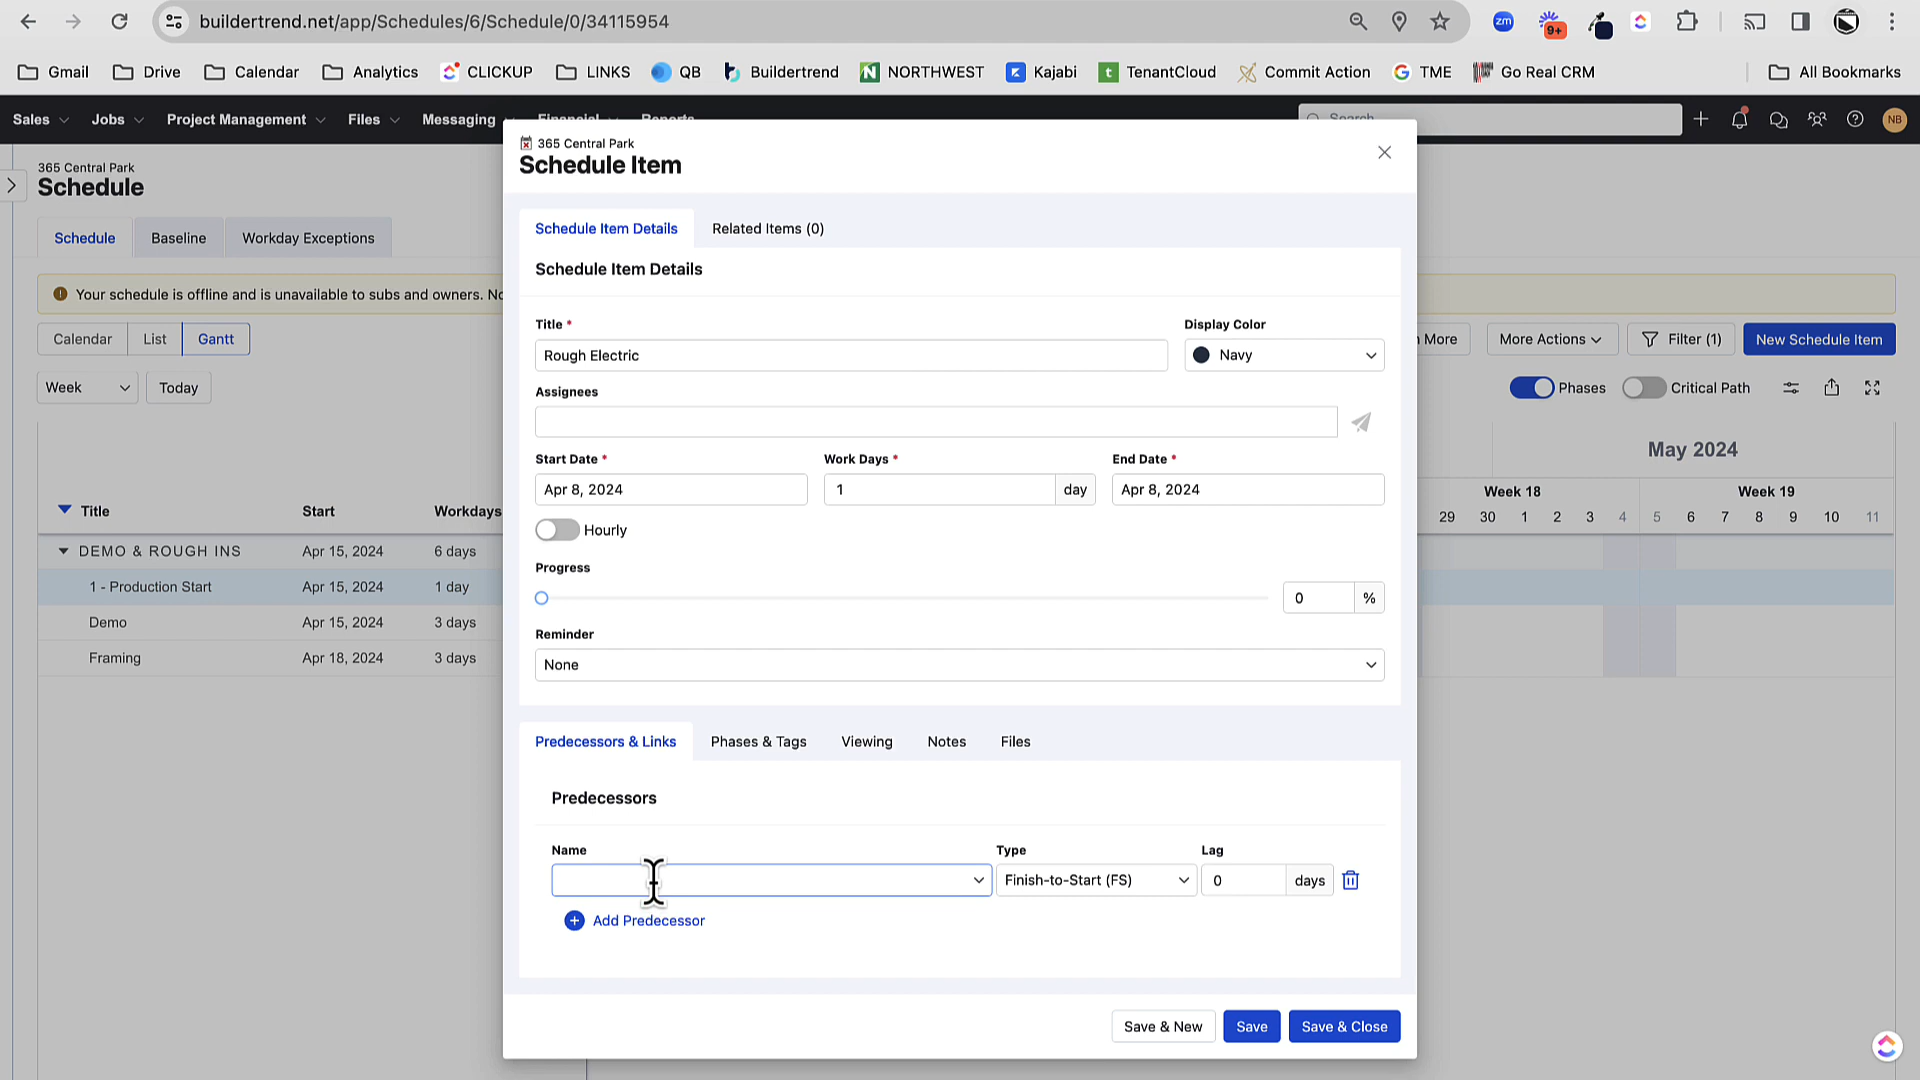 buildertrend.net/app/Schedules/6/Schedule/0/34115954
zm
9+
Gmail
Drive
Calendar
Analytics
CLICKUP
LINKS
QB
Buildertrend
NORTHWEST
Kajabi
TenantCloud
Commit Action
TME
Go Real CRM
All Bookmarks
Sales
Jobs
Project Management
Files
Messaging
Financial
Reports
Search
NB
365 Central Park
Schedule
Schedule
Baseline
Workday Exceptions
Your schedule is offline and is unavailable to subs and owners.
Calendar
List
Gantt
More
More Actions
Filter (1)
New Schedule Item
Week
Today
Phases
Critical Path
May 2024
Week 18
Week 19
Title
Start
Workdays
29 30 1 2 3 4 5 6 7 8 9 10 11
DEMO & ROUGH INS
Apr 15, 2024
6 days
1 - Production Start
Apr 15, 2024
1 day
Demo
Apr 15, 2024
3 days
Framing
Apr 18, 2024
3 days
365 Central Park
Schedule Item
Schedule Item Details
Related Items (0)
Schedule Item Details
Title *
Display Color
Rough Electric
Navy
Assignees
Start Date *
Work Days *
End Date *
Apr 8, 2024
1
day
Apr 8, 2024
Hourly
Progress
0
%
Reminder
None
Predecessors & Links
Phases & Tags
Viewing
Notes
Files
Predecessors
Name
Type
Lag
Finish-to-Start (FS)
0
days
Add Predecessor
Save & New
Save
Save & Close